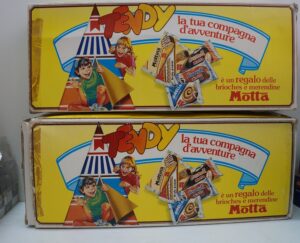 TENDY
la tua compagna
d'avventure
è un regalo delle
brioches e merendine
Motta
TENDY
la tua compagna
d'avventure
è un regalo delle
brioches e merendine
Motta